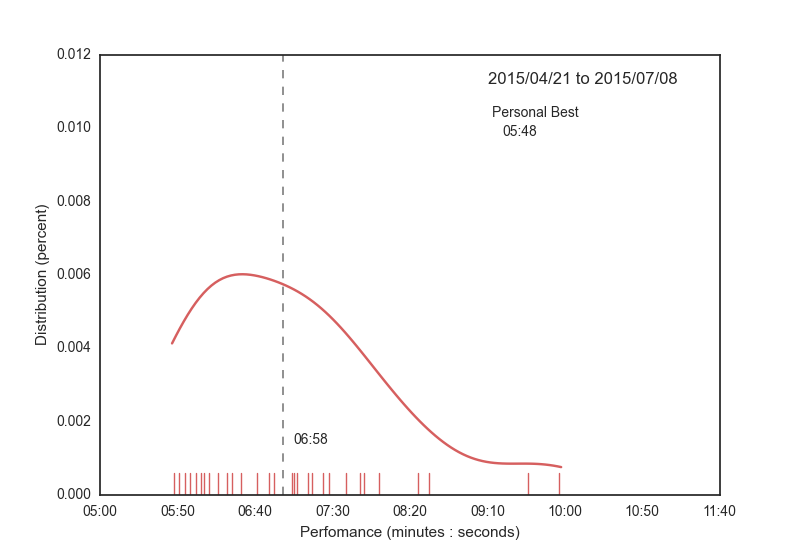 2015/04/21 to 2015/07/08
Personal Best
05:48
0.012
0.010
0.008
0.006
0.004
0.002
0.000
Distribution (percent)
06:58
05:00 05:50 06:40 07:30 08:20 09:10 10:00 10:50 11:40
Perfomance (minutes : seconds)